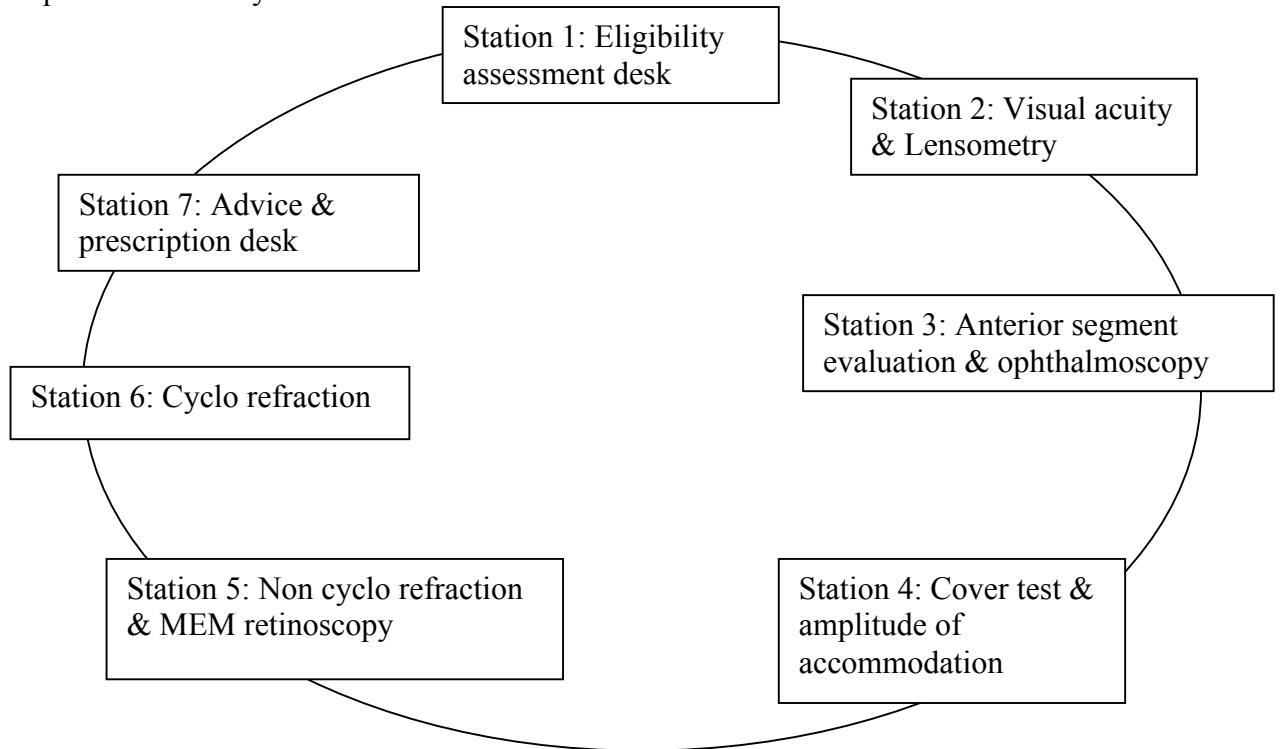 Station 1: Eligibility
assessment desk
Station 2: Visual acuity
& Lensometry
Station 3: Anterior segment
evaluation & ophthalmoscopy
Station 4: Cover test &
amplitude of
accommodation
Station 5: Non cyclo refraction
& MEM retinoscopy
Station 6: Cyclo refraction
Station 7: Advice &
prescription desk